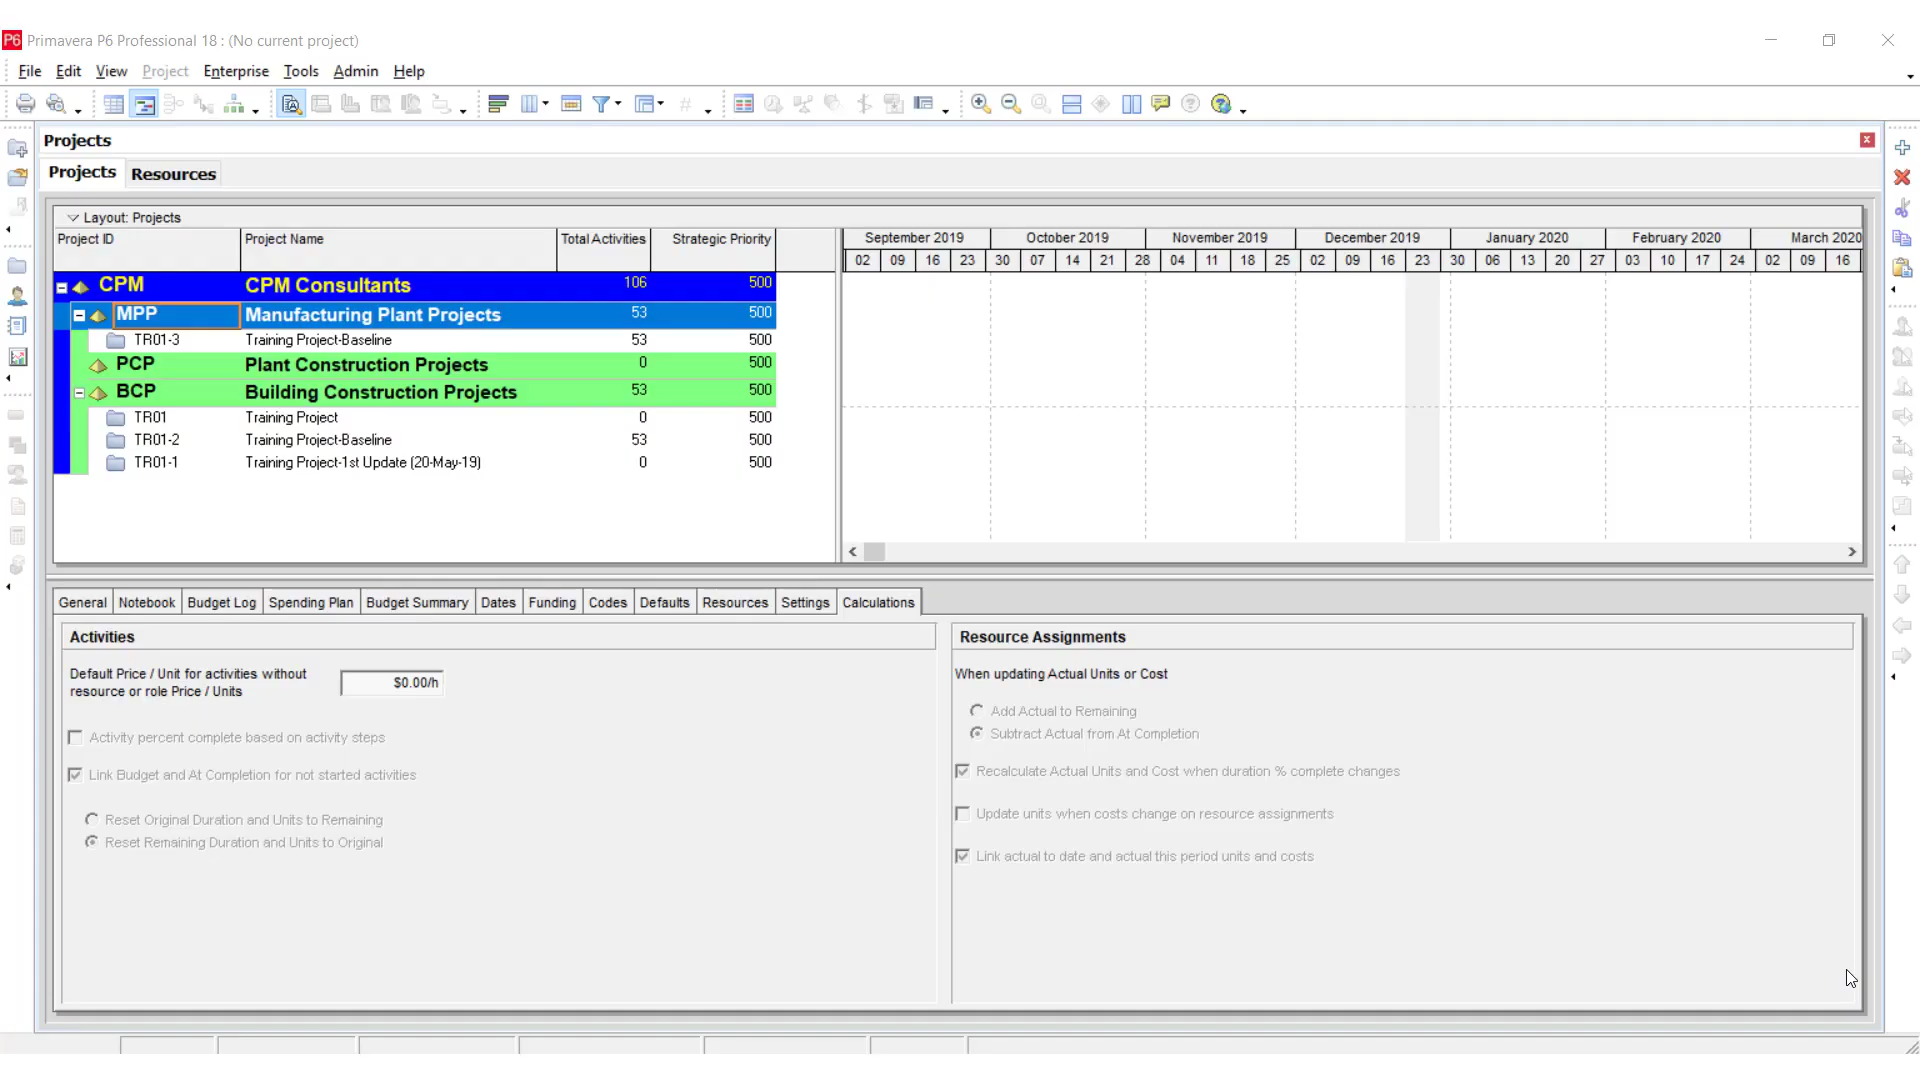 P6 Primavera P6 Professional 18 : (No current project)
File Edit View Project Enterprise Tools Admin Help
Projects
Projects Resources
Layout: Projects
Project ID Project Name Total Activities Strategic Priority
September 2019 October 2019 November 2019 December 2019 January 2020 February 2020 March 2020
02 09 16 23 30 07 14 21 28 04 11 18 25 02 09 16 23 30 06 13 20 27 03 10 17 24 02 09 16
CPM CPM Consultants 106 500
MPP Manufacturing Plant Projects 53 500
TR01-3 Training Project-Baseline 53 500
PCP Plant Construction Projects 0 500
BCP Building Construction Projects 53 500
TR01 Training Project 0 500
TR01-2 Training Project-Baseline 53 500
TR01-1 Training Project-1st Update (20-May-19) 0 500
General Notebook Budget Log Spending Plan Budget Summary Dates Funding Codes Defaults Resources Settings Calculations
Activities
Default Price / Unit for activities without
resource or role Price / Units
$0.00/h
Activity percent complete based on activity steps
Link Budget and At Completion for not started activities
Reset Original Duration and Units to Remaining
Reset Remaining Duration and Units to Original
Resource Assignments
When updating Actual Units or Cost
Add Actual to Remaining
Subtract Actual from At Completion
Recalculate Actual Units and Cost when duration % complete changes
Update units when costs change on resource assignments
Link actual to date and actual this period units and costs